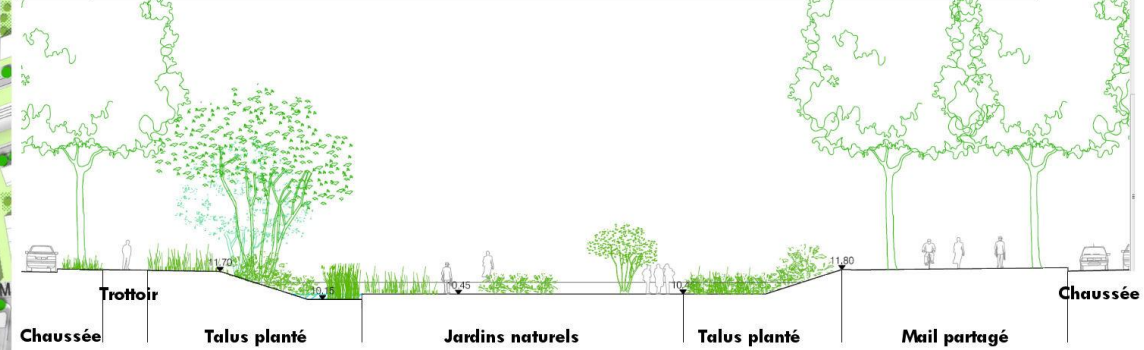 11.70
11.80
10.15
10.45
Trottoir
Chaussée
Chaussée
Talus planté
Jardins naturels
Talus planté
Mail partagé